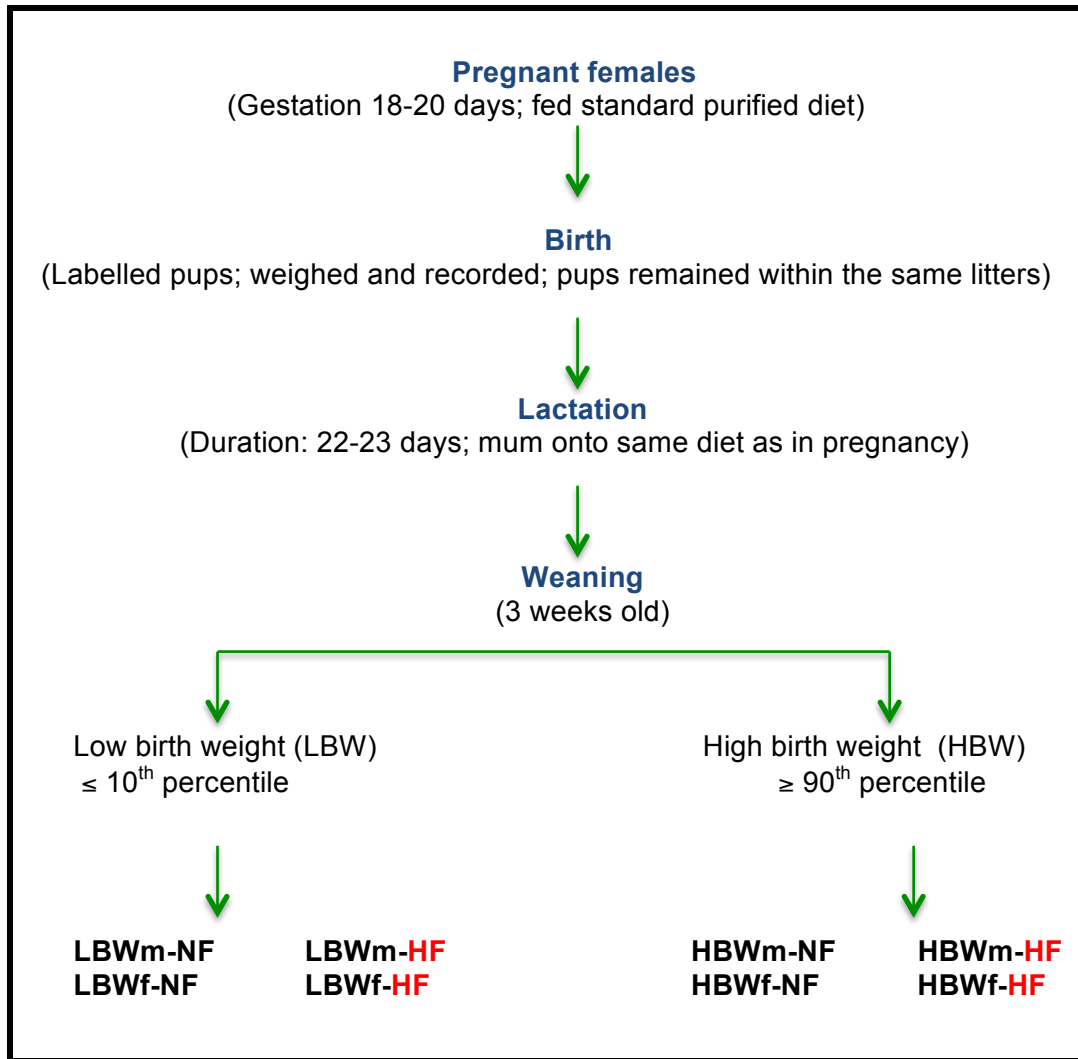 Pregnant females
(Gestation 18-20 days; fed standard purified diet)
Birth
(Labelled pups; weighed and recorded; pups remained within the same litters)
Lactation
(Duration: 22-23 days; mum onto same diet as in pregnancy)
Weaning
(3 weeks old)
Low birth weight (LBW)
≤ 10th percentile
High birth weight (HBW)
≥ 90th percentile
LBWm-NF LBWm-HF HBWm-NF HBWm-HF
LBWf-NF LBWf-HF HBWf-NF HBWf-HF